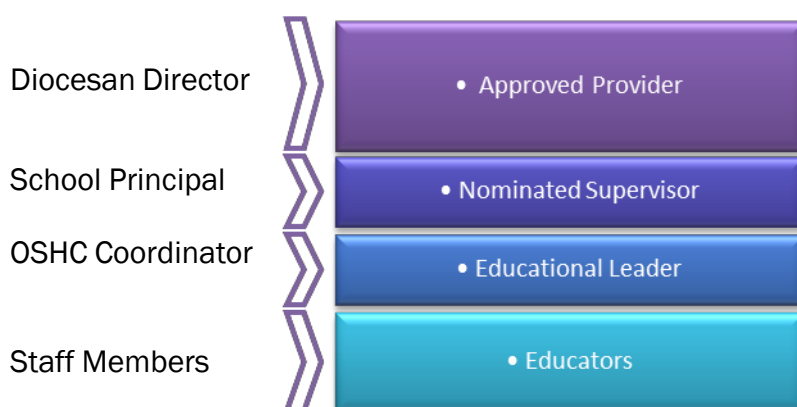 Diocesan Director
• Approved Provider
School Principal
• Nominated Supervisor
OSHC Coordinator
• Educational Leader
Staff Members
• Educators